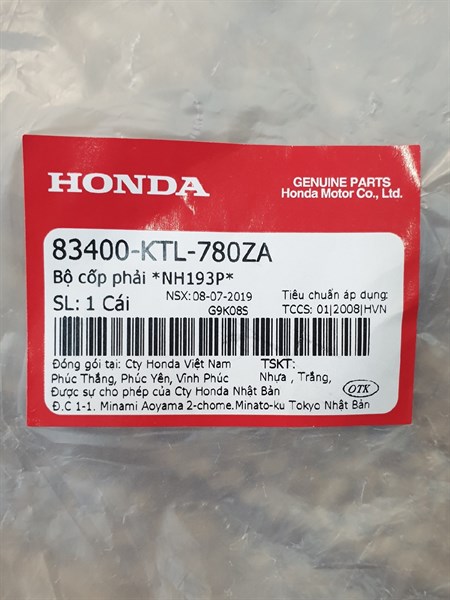 HONDA
GENUINE PARTS
Honda Motor Co., Ltd.
83400-KTL-780ZA
Bộ cốp phải *NH193P*
SL: 1 Cái
NSX: 08-07-2019
G9K08S
Tiêu chuẩn áp dụng:
TCCS: 01|2008|HVN
Đóng gói tại: Cty Honda Việt Nam
Phúc Thắng, Phúc Yên, Vĩnh Phúc
Được sự cho phép của Cty Honda Nhật Bản
Đ.C 1-1. Minami Aoyama 2-chome.Minato-ku Tokyo Nhật Bản
TSKT:
Nhựa , Trắng,
OTK